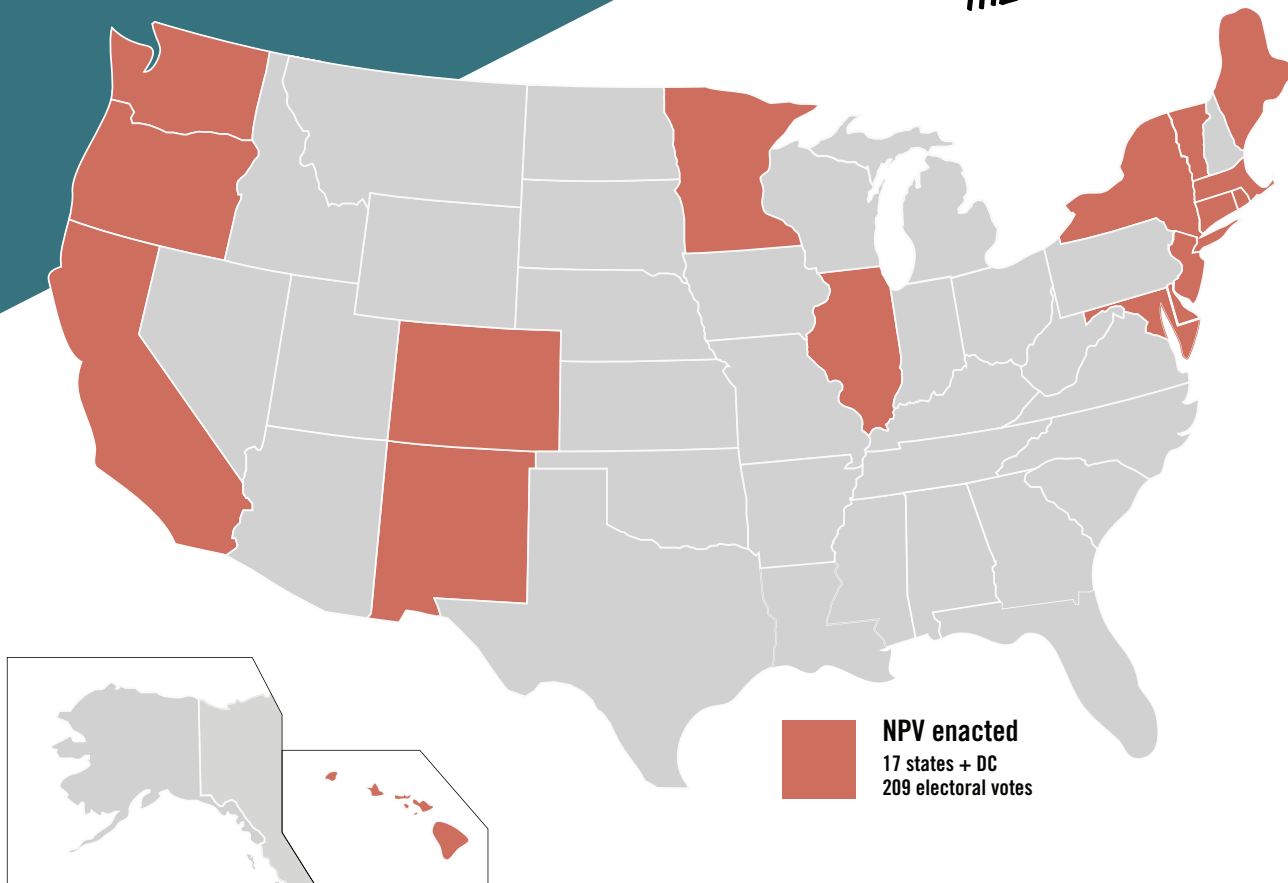 NPV enacted
17 states + DC
209 electoral votes